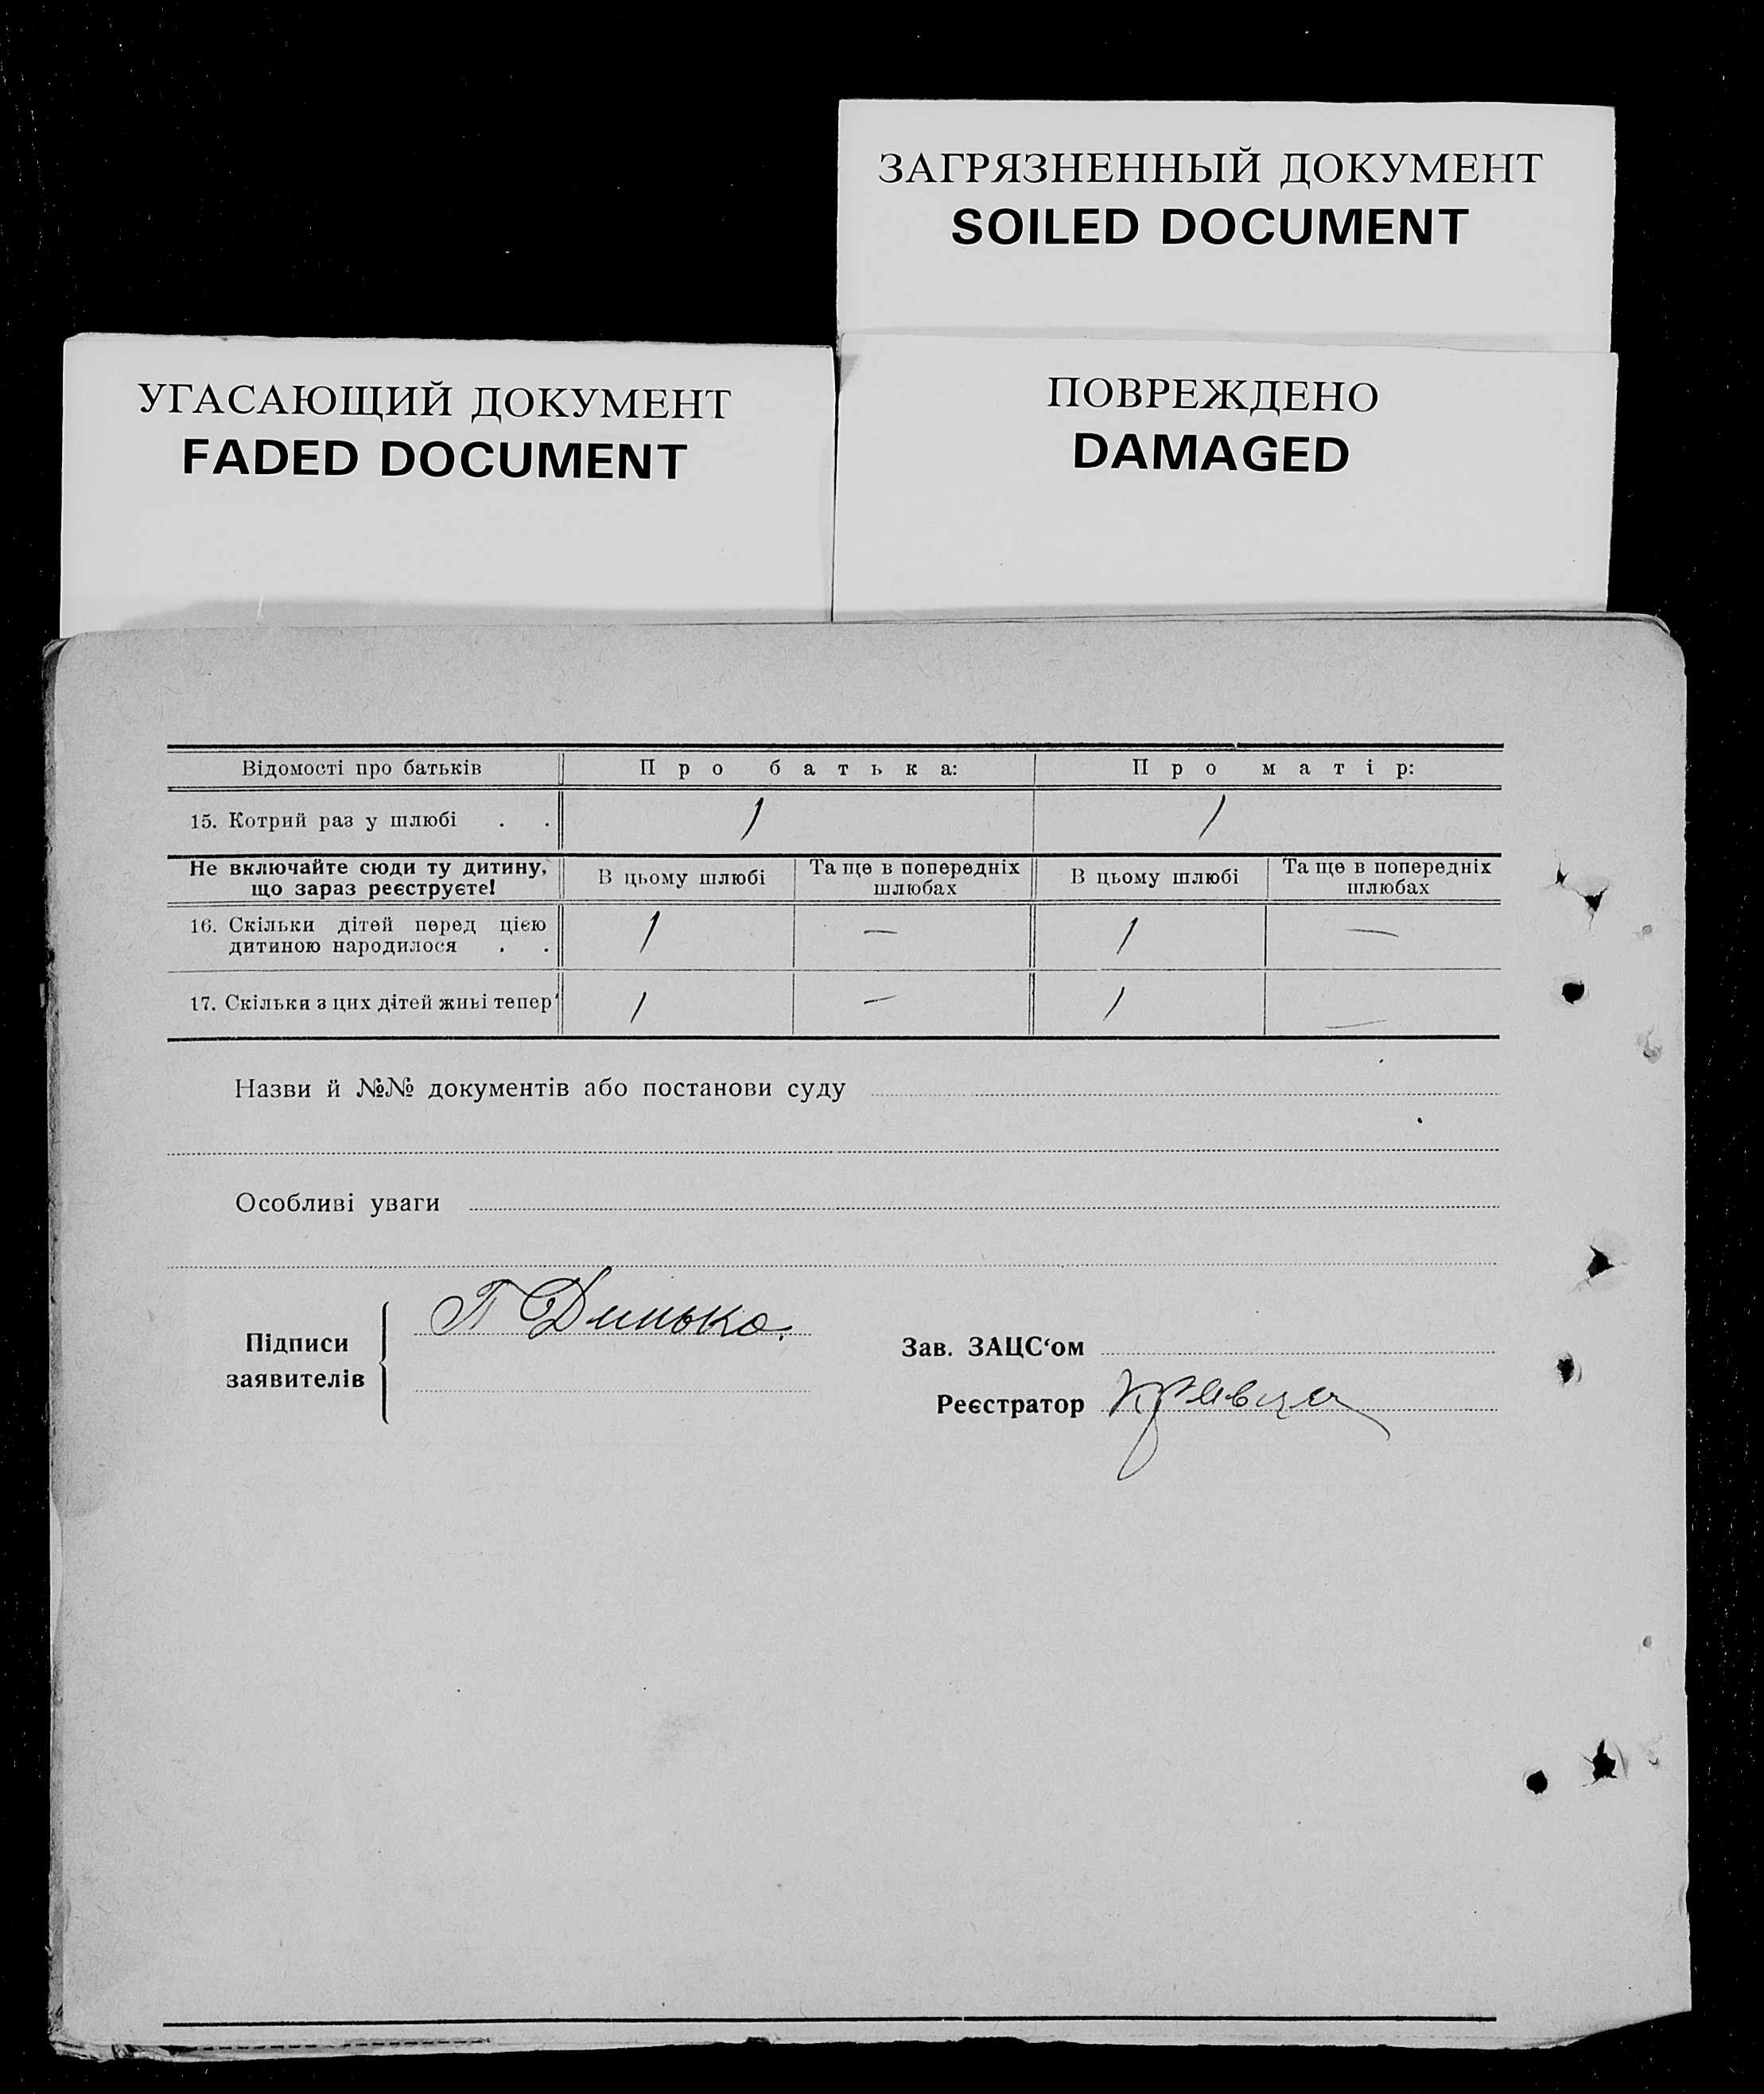 ЗАГРЯЗНЕННЫЙ ДОКУМЕНТ
SOILED DOCUMENT
УГАСАЮЩИЙ ДОКУМЕНТ
FADED DOCUMENT
ПОВРЕЖДЕНО
DAMAGED
Відомості про батьків Про батька: Про матір:
15. Котрий раз у шлюбі . . 1 1
Не включайте сюди ту дитину, що зараз реєструєте! В цьому шлюбі Та ще в попередніх шлюбах В цьому шлюбі Та ще в попередніх шлюбах
16. Скільки дітей перед цією
дитиною народилося . . 1 — 1 —
17. Скільки з цих дітей живі тепер 1 — 1 —
Назви й №№ документів або постанови суду
Особливі уваги
Підписи
заявителів
П Динько.
Зав. ЗАЦС‘ом
Реєстратор